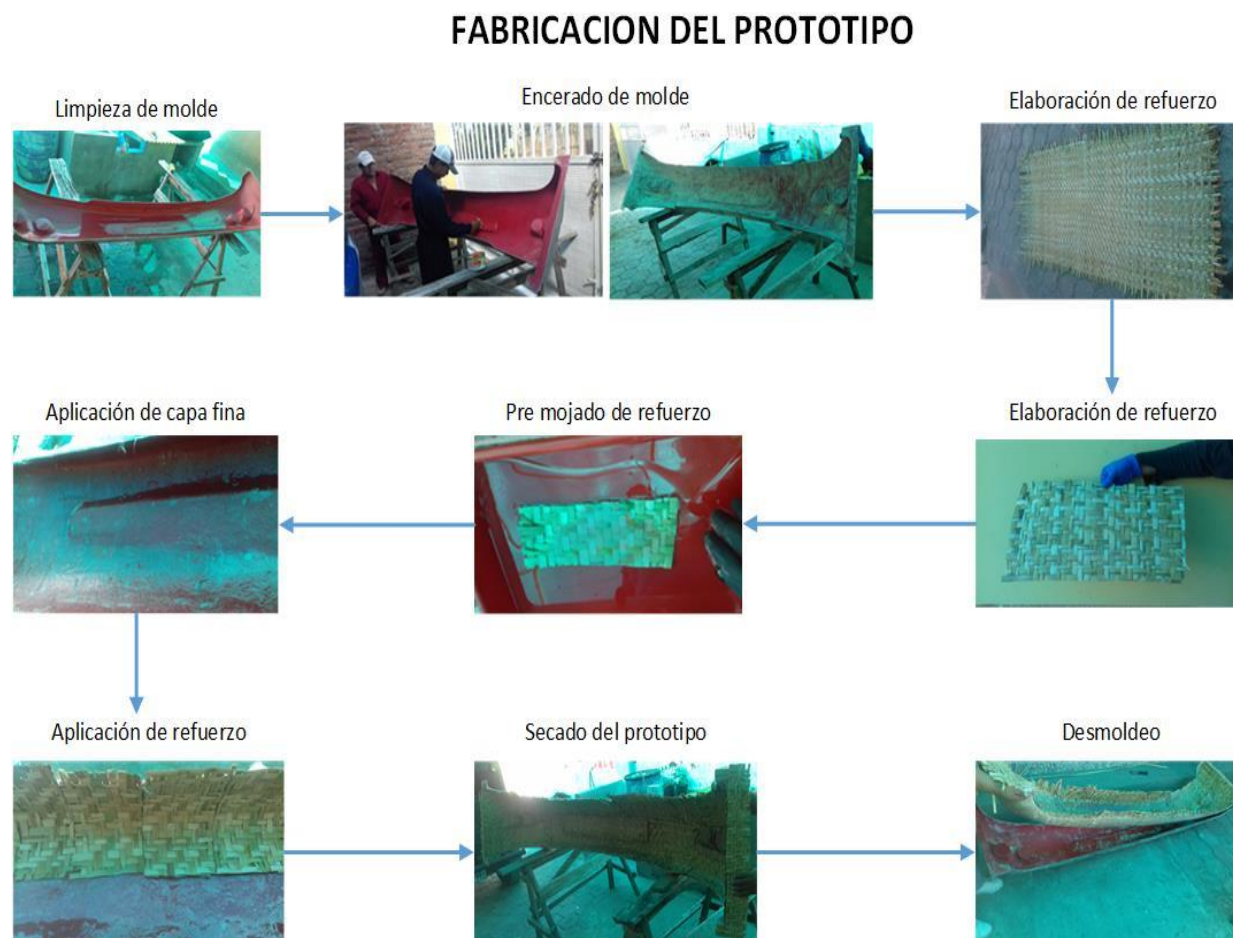 FABRICACION DEL PROTOTIPO
Limpieza de molde
Encerado de molde
Elaboración de refuerzo
Elaboración de refuerzo
Pre mojado de refuerzo
Aplicación de capa fina
Aplicación de refuerzo
Secado del prototipo
Desmoldeo